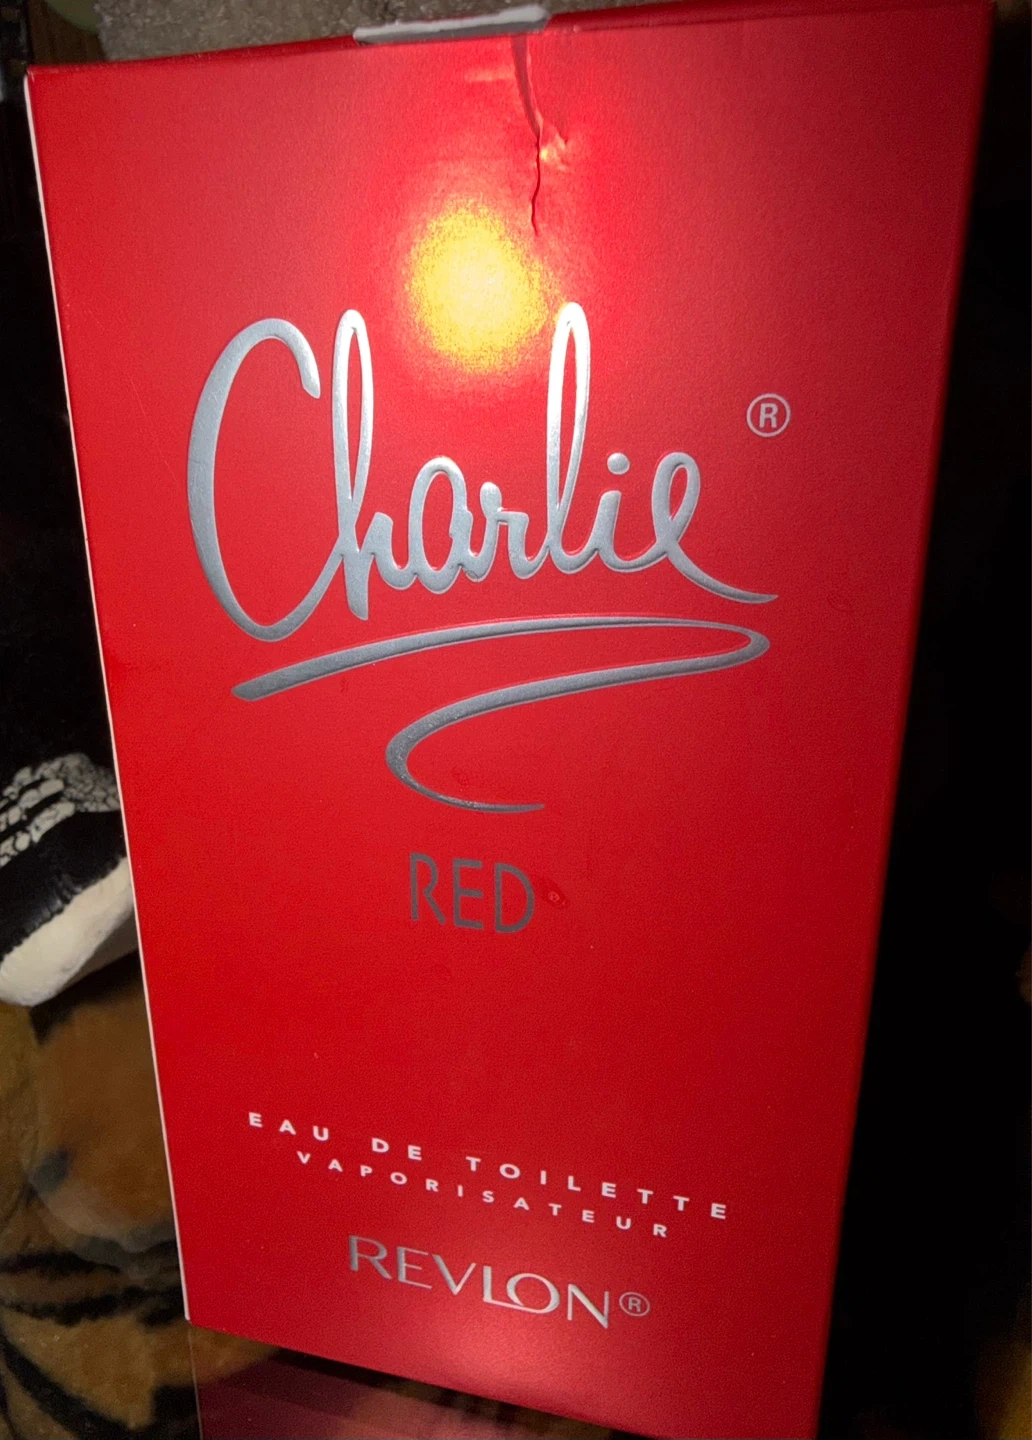 Charlie®
RED®
EAU DE TOILETTE
VAPORISATEUR
REVLON®